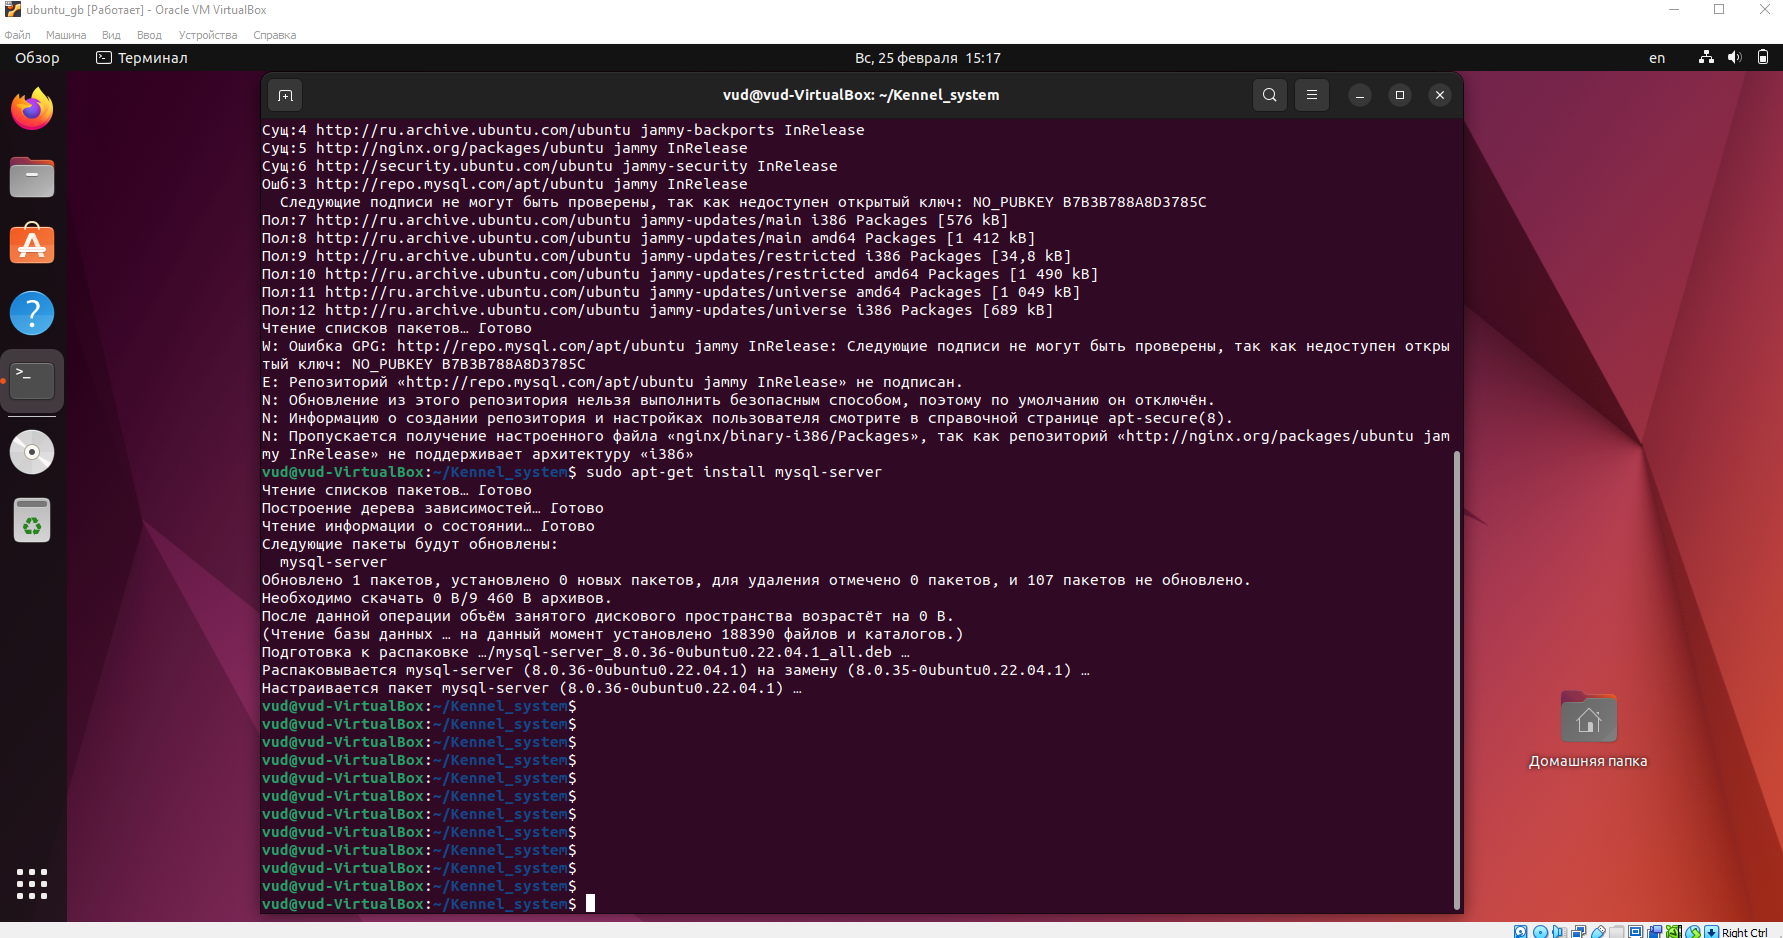 ubuntu_gb [Работает] - Oracle VM VirtualBox
Файл Машина Вид Ввод Устройства Справка
Обзор Терминал Вс, 25 февраля 15:17 en
vud@vud-VirtualBox: ~/Kennel_system
Сущ:4 http://ru.archive.ubuntu.com/ubuntu jammy-backports InRelease
Сущ:5 http://nginx.org/packages/ubuntu jammy InRelease
Сущ:6 http://security.ubuntu.com/ubuntu jammy-security InRelease
Ошб:3 http://repo.mysql.com/apt/ubuntu jammy InRelease
Следующие подписи не могут быть проверены, так как недоступен открытый ключ: NO_PUBKEY B7B3B788A8D3785C
Пол:7 http://ru.archive.ubuntu.com/ubuntu jammy-updates/main i386 Packages [576 kB]
Пол:8 http://ru.archive.ubuntu.com/ubuntu jammy-updates/main amd64 Packages [1 412 kB]
Пол:9 http://ru.archive.ubuntu.com/ubuntu jammy-updates/restricted i386 Packages [34,8 kB]
Пол:10 http://ru.archive.ubuntu.com/ubuntu jammy-updates/restricted amd64 Packages [1 490 kB]
Пол:11 http://ru.archive.ubuntu.com/ubuntu jammy-updates/universe amd64 Packages [1 049 kB]
Пол:12 http://ru.archive.ubuntu.com/ubuntu jammy-updates/universe i386 Packages [689 kB]
Чтение списков пакетов… Готово
W: Ошибка GPG: http://repo.mysql.com/apt/ubuntu jammy InRelease: Следующие подписи не могут быть проверены, так как недоступен откры
тый ключ: NO_PUBKEY B7B3B788A8D3785C
E: Репозиторий «http://repo.mysql.com/apt/ubuntu jammy InRelease» не подписан.
N: Обновление из этого репозитория нельзя выполнить безопасным способом, поэтому по умолчанию он отключён.
N: Информацию о создании репозитория и настройках пользователя смотрите в справочной странице apt-secure(8).
N: Пропускается получение настроенного файла «nginx/binary-i386/Packages», так как репозиторий «http://nginx.org/packages/ubuntu jam
my InRelease» не поддерживает архитектуру «i386»
vud@vud-VirtualBox:~/Kennel_system$ sudo apt-get install mysql-server
Чтение списков пакетов… Готово
Построение дерева зависимостей… Готово
Чтение информации о состоянии… Готово
Следующие пакеты будут обновлены:
mysql-server
Обновлено 1 пакетов, установлено 0 новых пакетов, для удаления отмечено 0 пакетов, и 107 пакетов не обновлено.
Необходимо скачать 0 B/9 460 B архивов.
После данной операции объём занятого дискового пространства возрастёт на 0 B.
(Чтение базы данных … на данный момент установлено 188390 файлов и каталогов.)
Подготовка к распаковке …/mysql-server_8.0.36-0ubuntu0.22.04.1_all.deb …
Распаковывается mysql-server (8.0.36-0ubuntu0.22.04.1) на замену (8.0.35-0ubuntu0.22.04.1) …
Настраивается пакет mysql-server (8.0.36-0ubuntu0.22.04.1) …
vud@vud-VirtualBox:~/Kennel_system$
vud@vud-VirtualBox:~/Kennel_system$
vud@vud-VirtualBox:~/Kennel_system$
vud@vud-VirtualBox:~/Kennel_system$
vud@vud-VirtualBox:~/Kennel_system$
vud@vud-VirtualBox:~/Kennel_system$
vud@vud-VirtualBox:~/Kennel_system$
vud@vud-VirtualBox:~/Kennel_system$
vud@vud-VirtualBox:~/Kennel_system$
vud@vud-VirtualBox:~/Kennel_system$
vud@vud-VirtualBox:~/Kennel_system$
vud@vud-VirtualBox:~/Kennel_system$
Домашняя папка
Right Ctrl